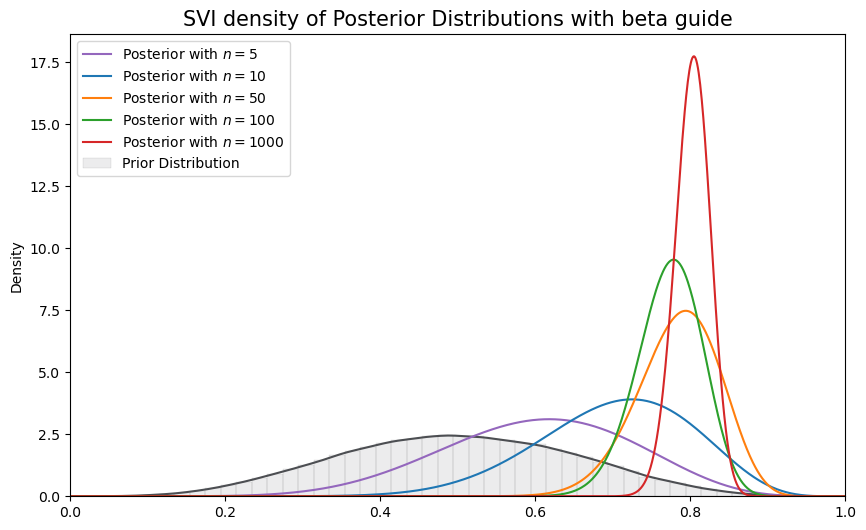 SVI density of Posterior Distributions with beta guide
Posterior with n = 5
Posterior with n = 10
Posterior with n = 50
Posterior with n = 100
Posterior with n = 1000
Prior Distribution
Density
17.5
15.0
12.5
10.0
7.5
5.0
2.5
0.0
0.0 0.2 0.4 0.6 0.8 1.0